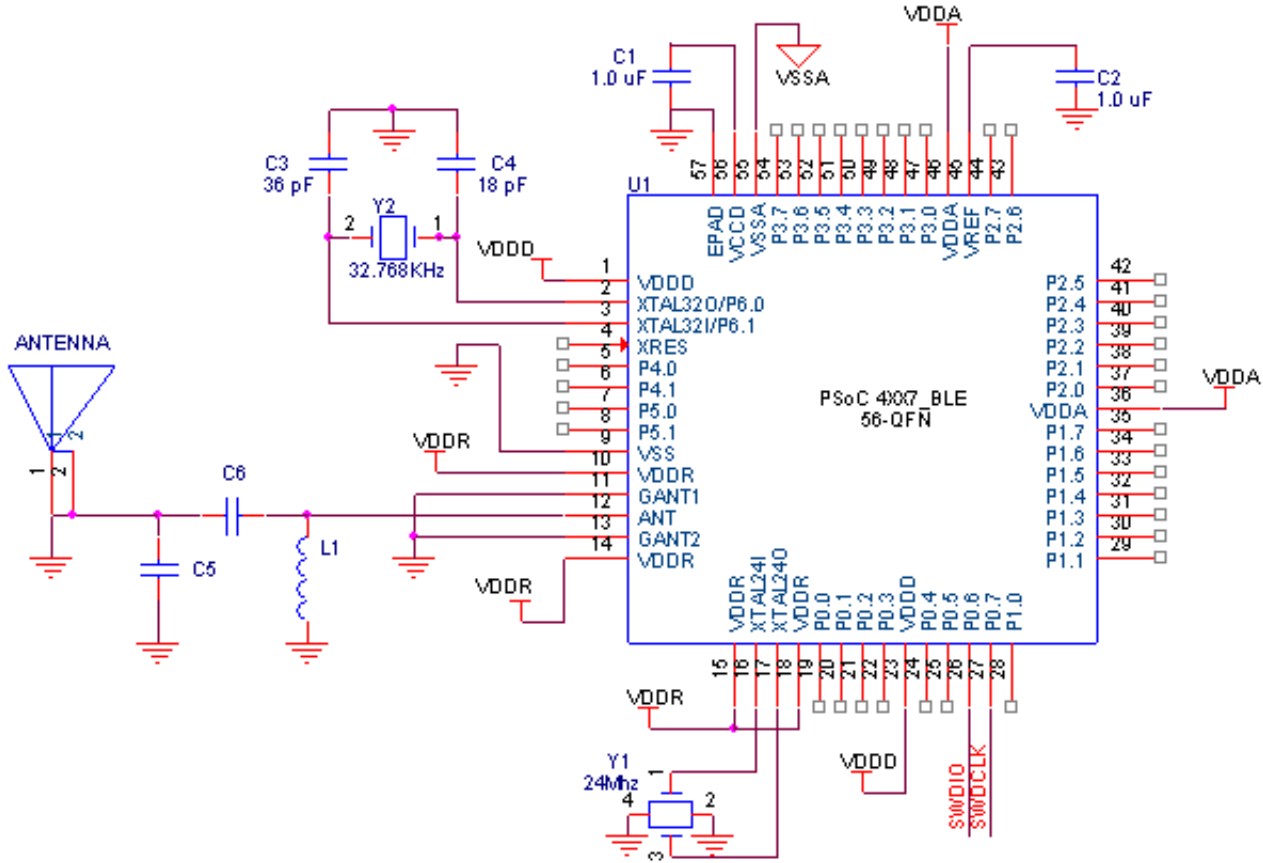 VDDA
C1
1.0 uF
VSSA
C2
1.0 uF
C3
36 pF
C4
18 pF
Y2
2
1
32.768KHz
57
56
55
54
53
52
51
50
49
48
47
46
45
44
43
U1
EPAD
VCCD
VSSA
P3.7
P3.6
P3.5
P3.4
P3.3
P3.2
P3.1
P3.0
VDDA
VREF
P2.7
P2.6
VDDD
1
VDDD
2
XTAL32O/P6.0
3
XTAL32I/P6.1
4
XRES
5
P4.0
6
P4.1
7
P5.0
8
P5.1
9
VSS
10
VDDR
11
GANT1
12
ANT
13
GANT2
14
VDDR
VDDR
VDDR
PSoC 4XX7_BLE
56-QFN
42
P2.5
41
P2.4
40
P2.3
39
P2.2
38
P2.1
37
P2.0
36
VDDA
35
P1.7
34
P1.6
33
P1.5
32
P1.4
31
P1.3
30
P1.2
29
P1.1
VDDA
ANTENNA
1
2
1
2
C6
C5
L1
VDDR
XTAL24I
XTAL24O
VDDR
P0.0
P0.1
P0.2
P0.3
VDDD
P0.4
P0.5
P0.6
P0.7
P1.0
15
16
17
18
19
20
21
22
23
24
25
26
27
28
VDDR
VDDD
SWDIO
SWDCLK
Y1
24Mhz
1
4
2
3